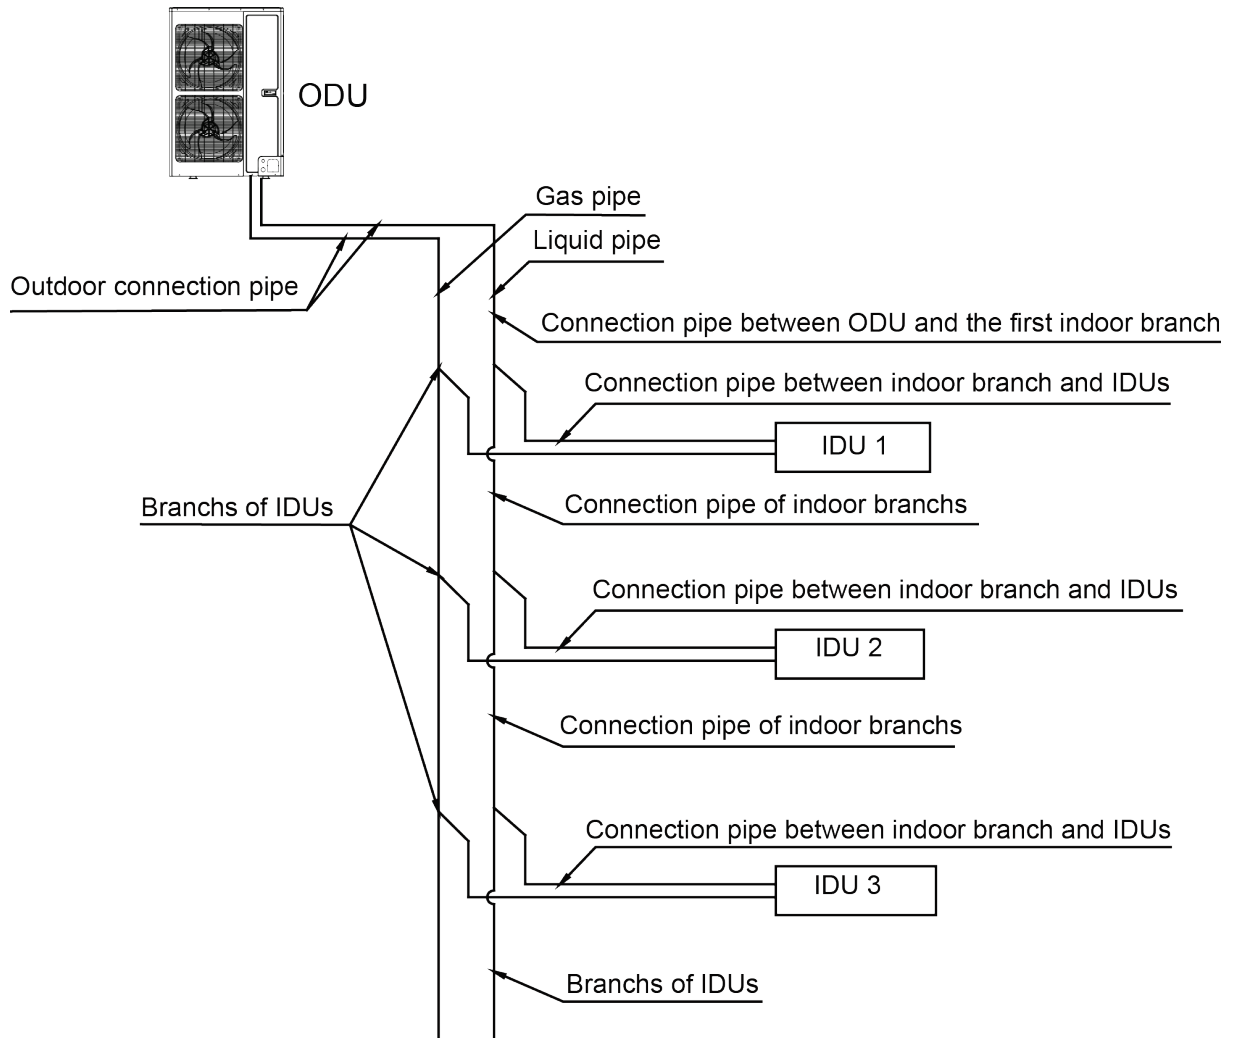 ODU
Gas pipe
Liquid pipe
Outdoor connection pipe
Connection pipe between ODU and the first indoor branch
Connection pipe between indoor branch and IDUs
IDU 1
Branchs of IDUs
Connection pipe of indoor branchs
Connection pipe between indoor branch and IDUs
IDU 2
Connection pipe of indoor branchs
Connection pipe between indoor branch and IDUs
IDU 3
Branchs of IDUs